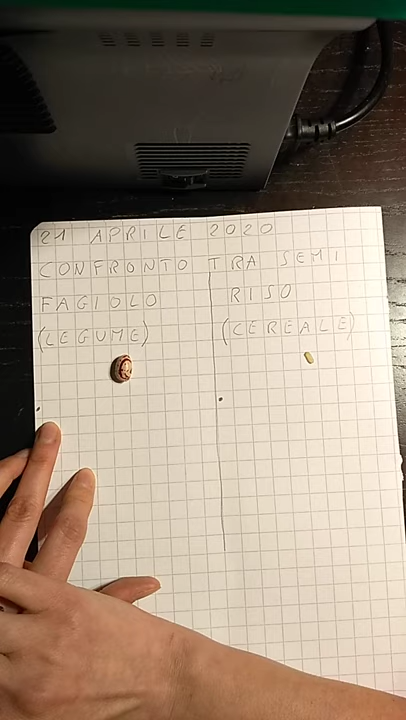 21 APRILE 2020
CONFRONTO TRA SEMI
FAGIOLO RISO
(LEGUME) (CEREALE)